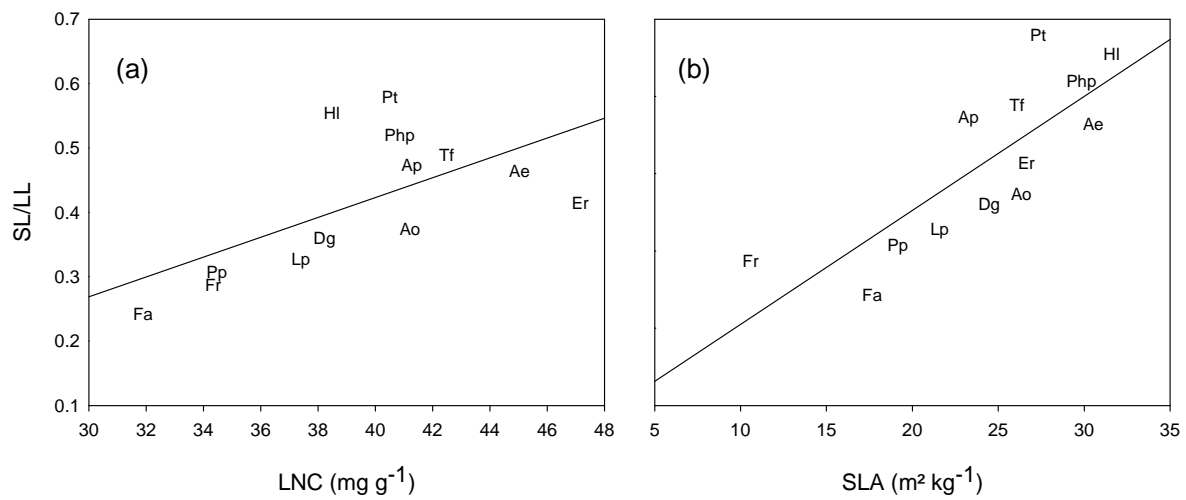 0.7
0.6
0.5
0.4
0.3
0.2
0.1
SL/LL
(a)
Pt
Hl
Php
Tf
Ap
Ae
Er
Ao
Dg
Lp
Pp
Fr
Fa
30 32 34 36 38 40 42 44 46 48
LNC (mg g-1)
(b)
Pt
Hl
Php
Tf
Ap
Ae
Er
Ao
Dg
Lp
Pp
Fr
Fa
5 10 15 20 25 30 35
SLA (m² kg-1)